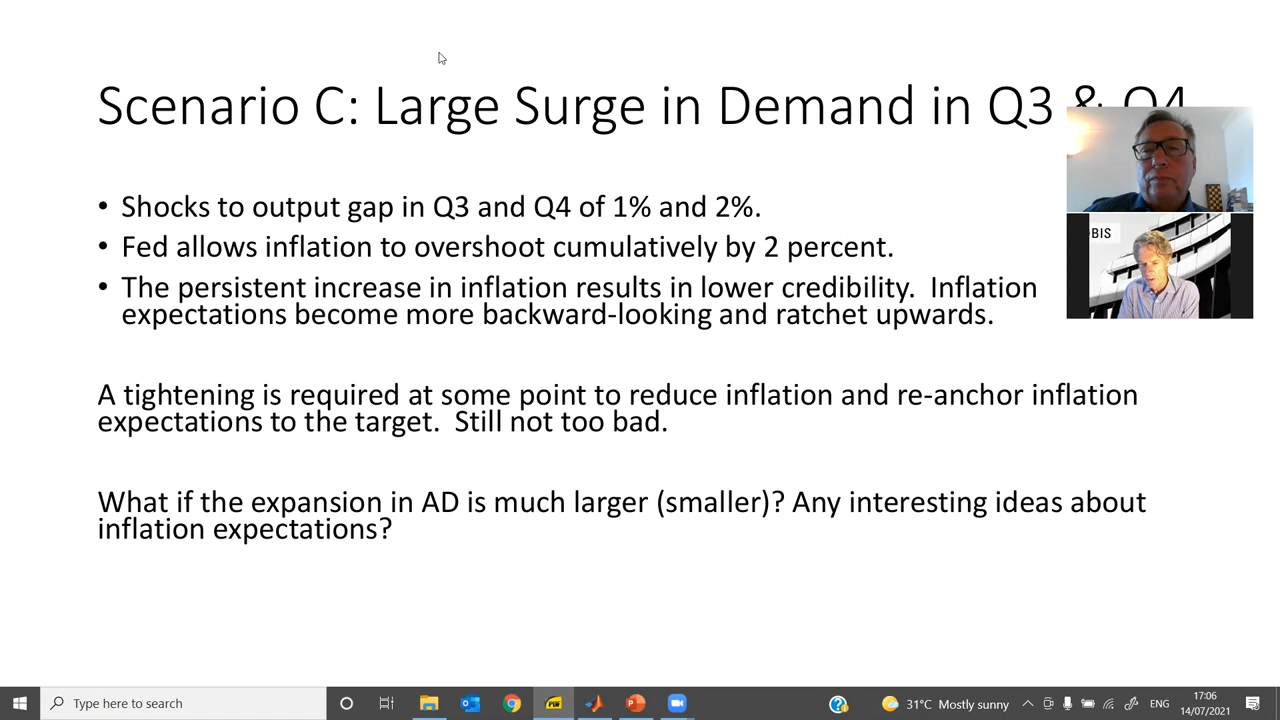 Scenario C: Large Surge in Demand in Q3 & Q4
• Shocks to output gap in Q3 and Q4 of 1% and 2%.
• Fed allows inflation to overshoot cumulatively by 2 percent.
• The persistent increase in inflation results in lower credibility. Inflation
expectations become more backward-looking and ratchet upwards.
BIS
A tightening is required at some point to reduce inflation and re-anchor inflation
expectations to the target. Still not too bad.
What if the expansion in AD is much larger (smaller)? Any interesting ideas about
inflation expectations?
Type here to search
31°C Mostly sunny
ENG
17:06
14/07/2021